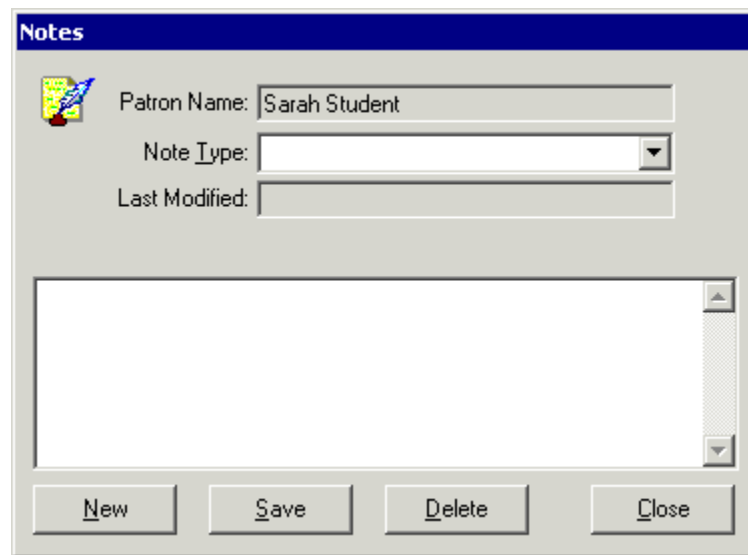 Notes
Patron Name: Sarah Student
Note Type:
Last Modified:
New Save Delete Close